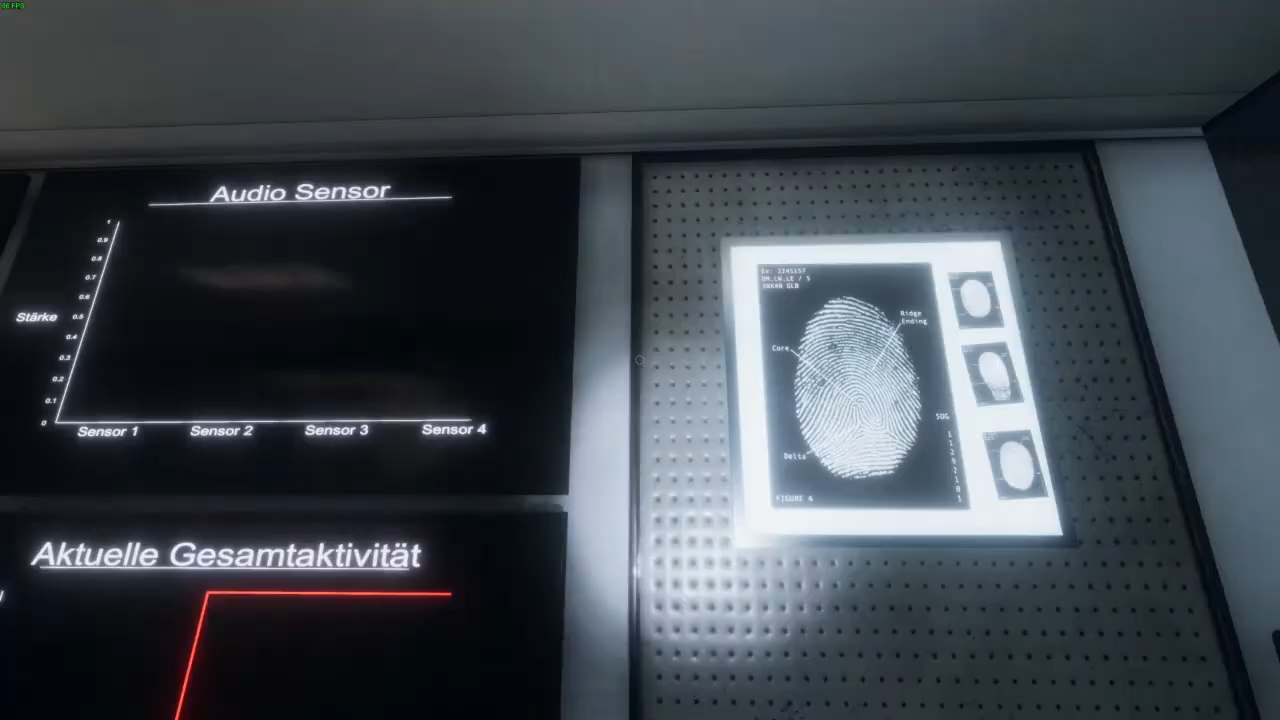 86 FPS
Audio Sensor
1
0.9
0.8
0.7
0.6
Stärke
0.5
0.4
0.3
0.2
0.1
0
Sensor 1
Sensor 2
Sensor 3
Sensor 4
Aktuelle Gesamtaktivität
Ridge
Ending
Core
Delta
FIGURE 4